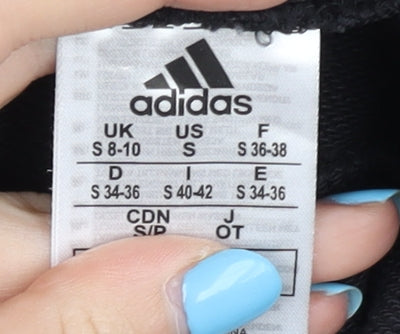 adidas
UK US F
S 8-10 S S 36-38
D I E
S 34-36 S 40-42 S 34-36
CDN J
S/P OT